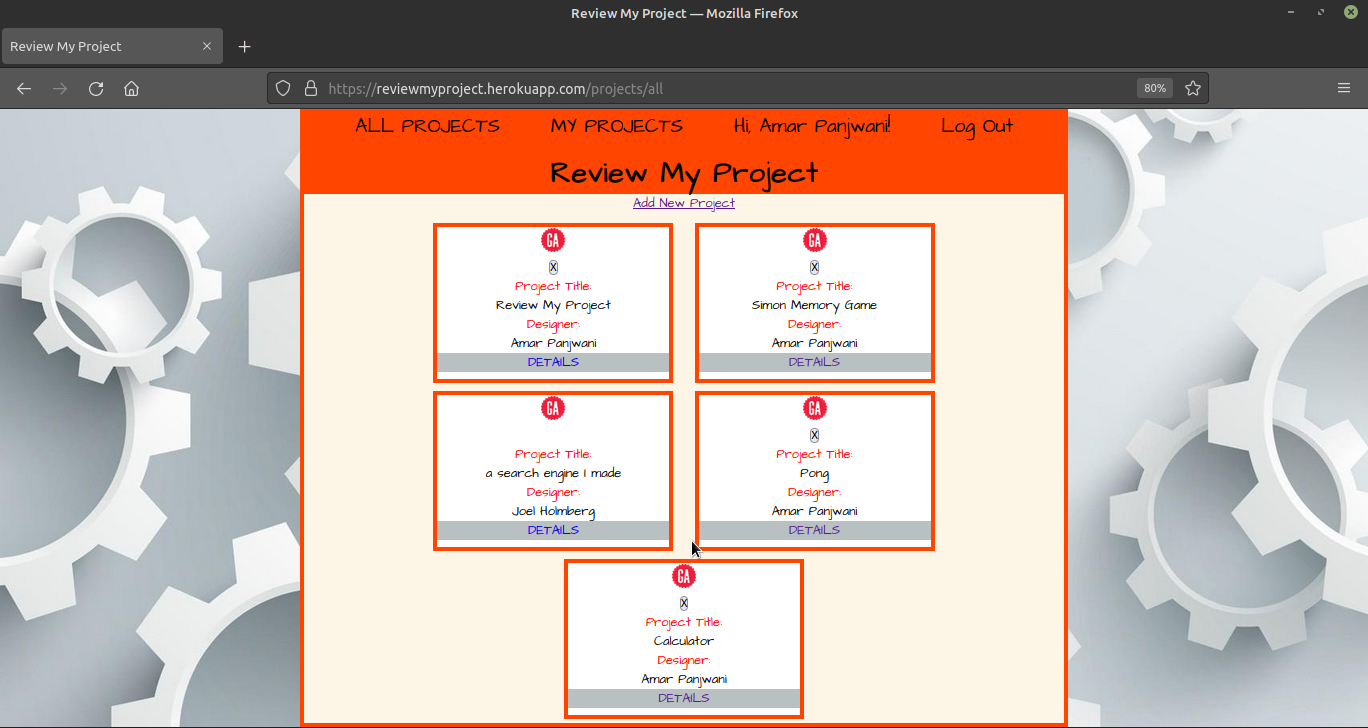 Review My Project — Mozilla Firefox
Review My Project
https://reviewmyproject.herokuapp.com/projects/all 80%
ALL PROJECTS MY PROJECTS Hi, Amar Panjwani! Log Out
Review My Project
Add New Project
GA
X
Project Title:
Review My Project
Designer:
Amar Panjwani
DETAILS
GA
X
Project Title:
Simon Memory Game
Designer:
Amar Panjwani
DETAILS
GA
Project Title:
a search engine I made
Designer:
Joel Holmberg
DETAILS
GA
X
Project Title:
Pong
Designer:
Amar Panjwani
DETAILS
GA
X
Project Title:
Calculator
Designer:
Amar Panjwani
DETAILS